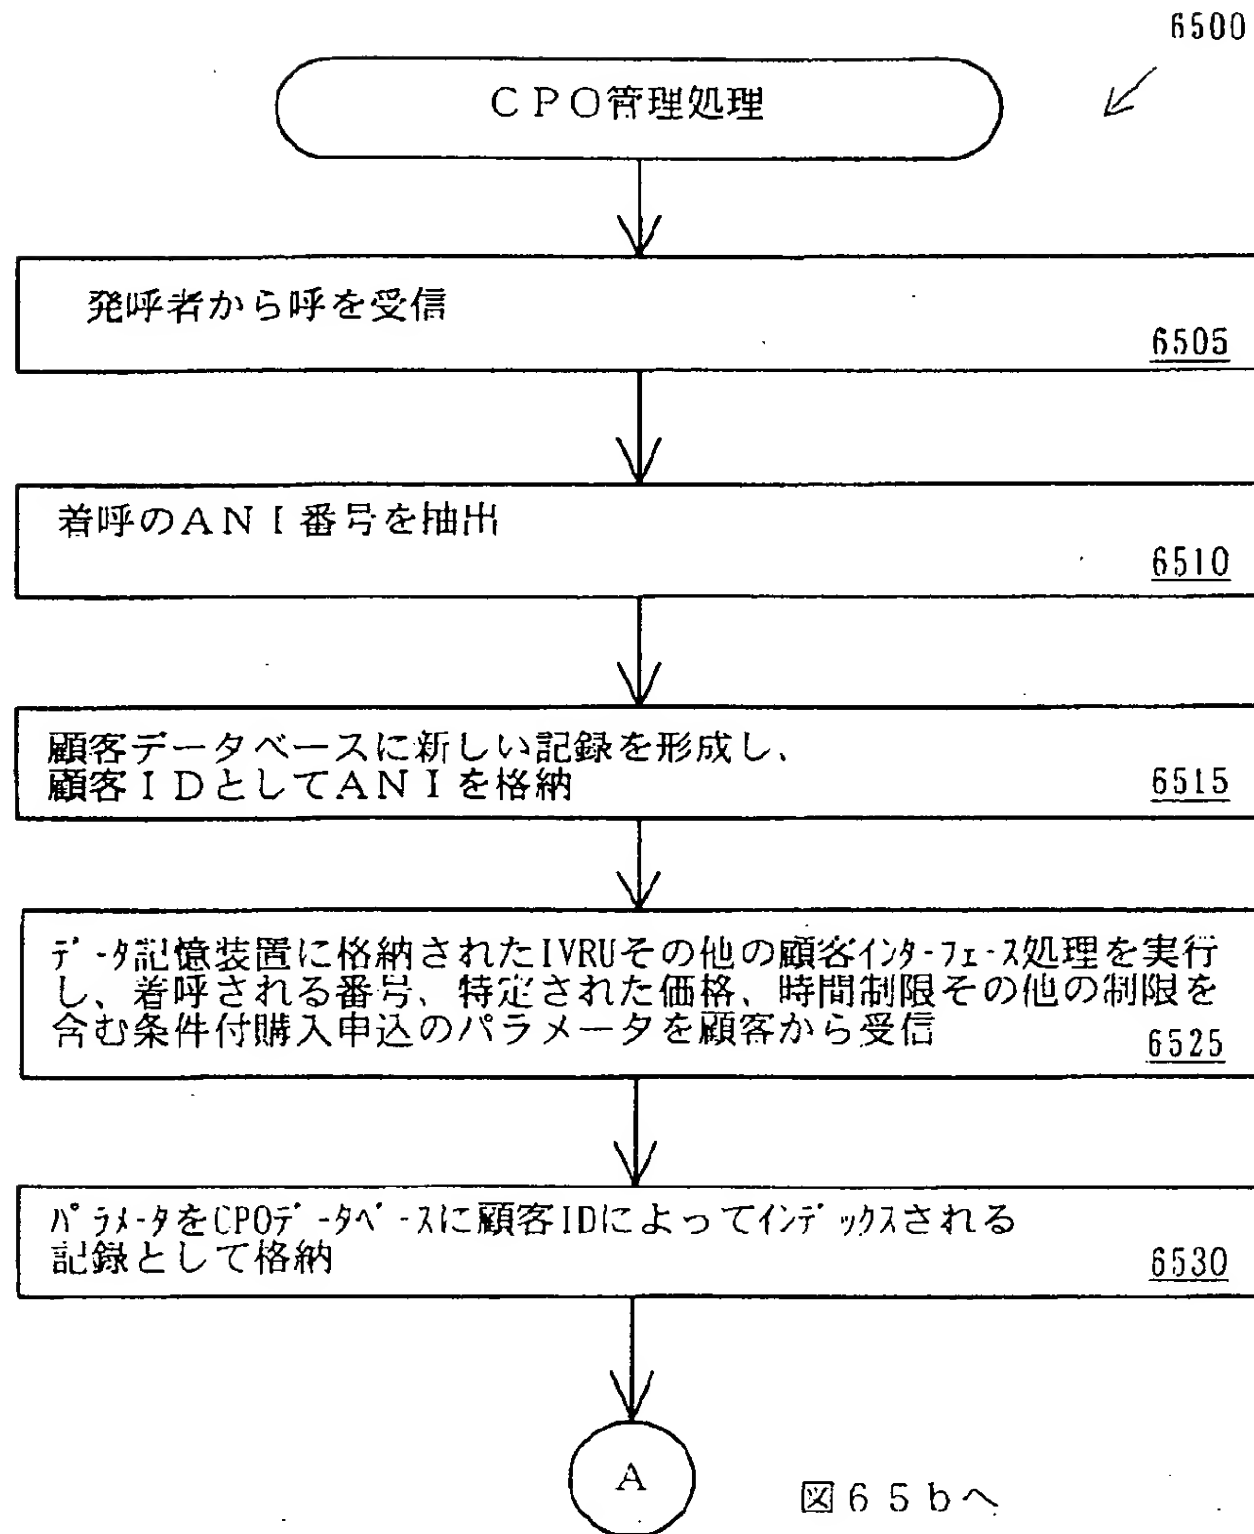 6500
CPO管理処理
発呼者から呼を受信
6505
着呼のANI番号を抽出
6510
顧客データベースに新しい記録を形成し、
顧客IDとしてANIを格納
6515
データ記憶装置に格納されたIVRUその他の顧客インターフェース処理を実行
し、着呼される番号、特定された価格、時間制限その他の制限を
含む条件付購入申込のパラメータを顧客から受信
6525
パラメータをCPOデータベースに顧客IDによってインデックスされる
記録として格納
6530
A
図65bへ